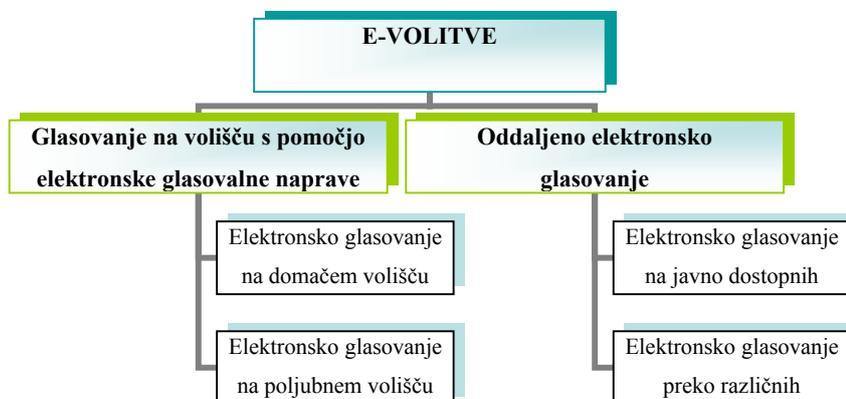 E-VOLITVE
Glasovanje na volišču s pomočjo
elektronske glasovalne naprave
Oddaljeno elektronsko
glasovanje
Elektronsko glasovanje
na domačem volišču
Elektronsko glasovanje
na poljubnem volišču
Elektronsko glasovanje
na javno dostopnih
Elektronsko glasovanje
preko različnih